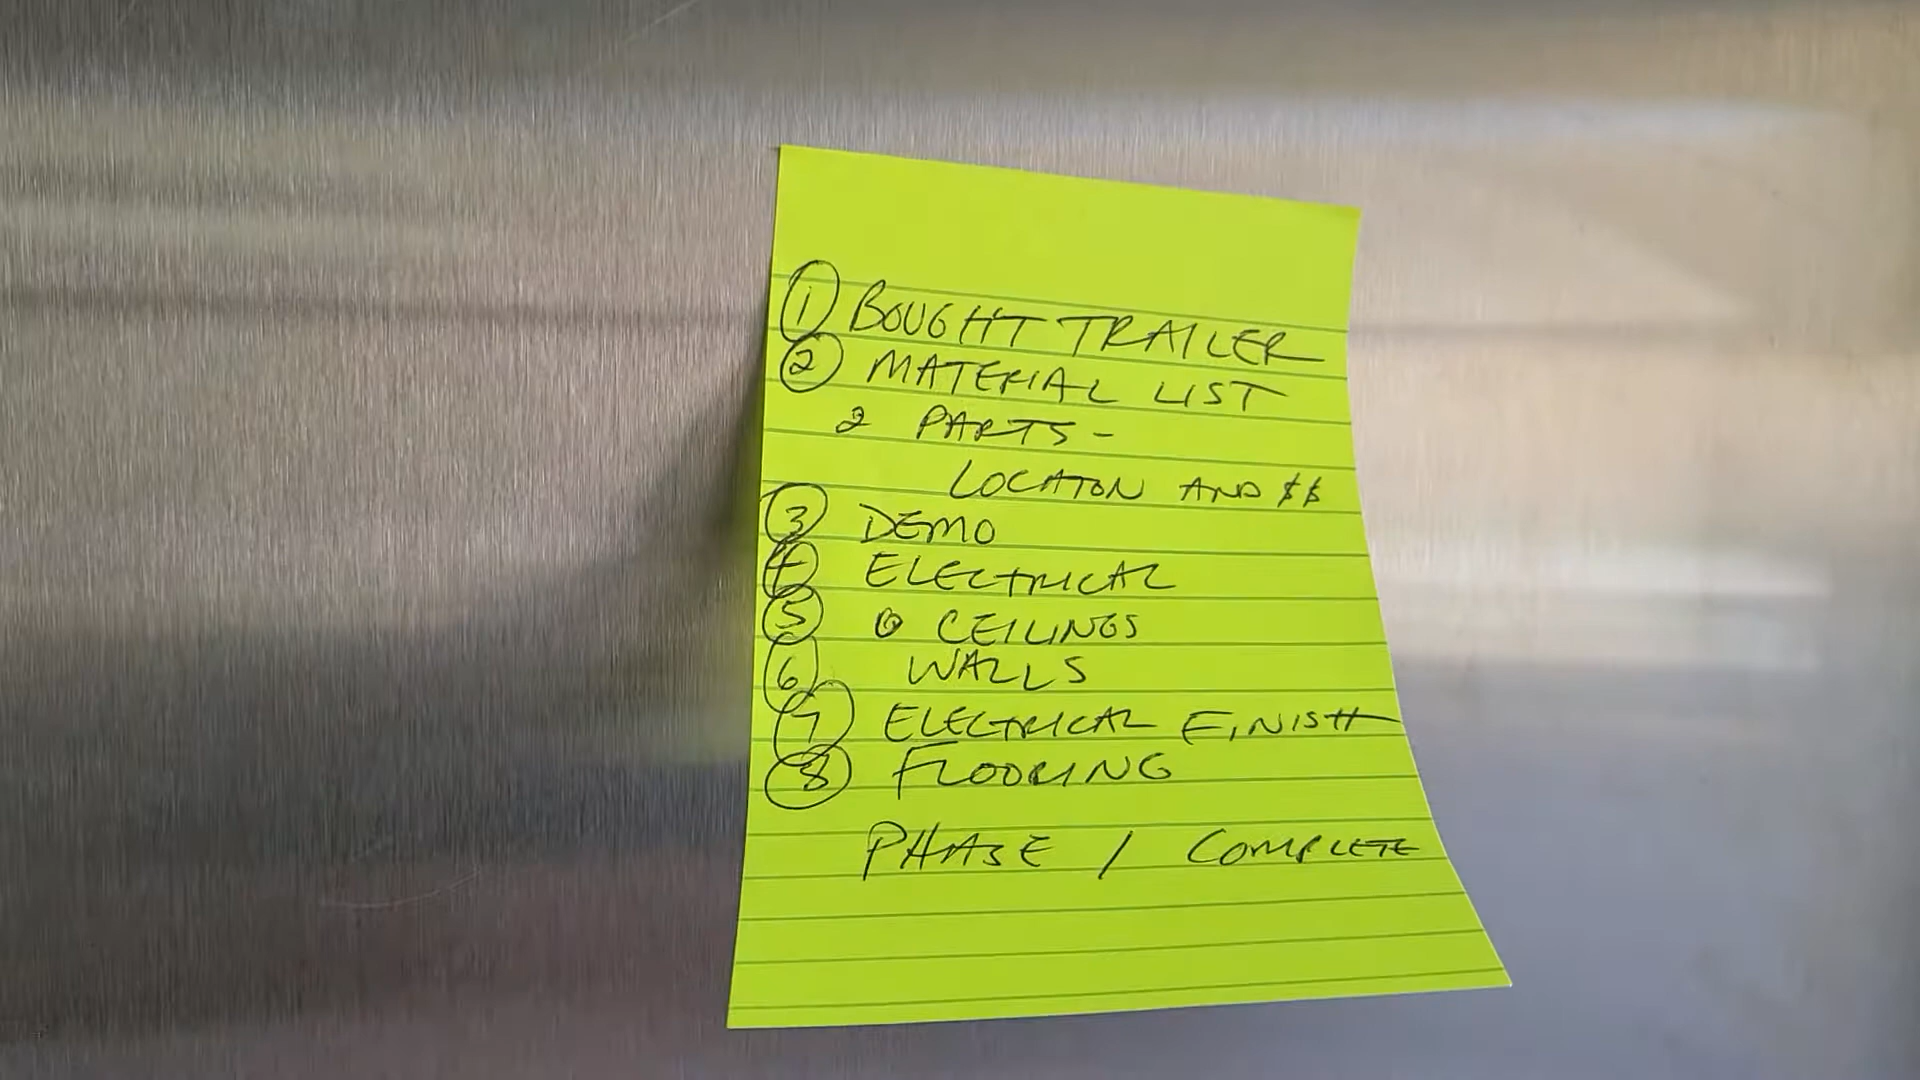 1 BOUGHT TRAILER
2 MATERIAL LIST
2 PARTS -
LOCATON AND $$
3 DEMO
4 ELECTRICAL
5 CEILINGS
6 WALLS
7 ELECTRICAL FINISH
8 FLOORING
PHASE 1 COMPLETE